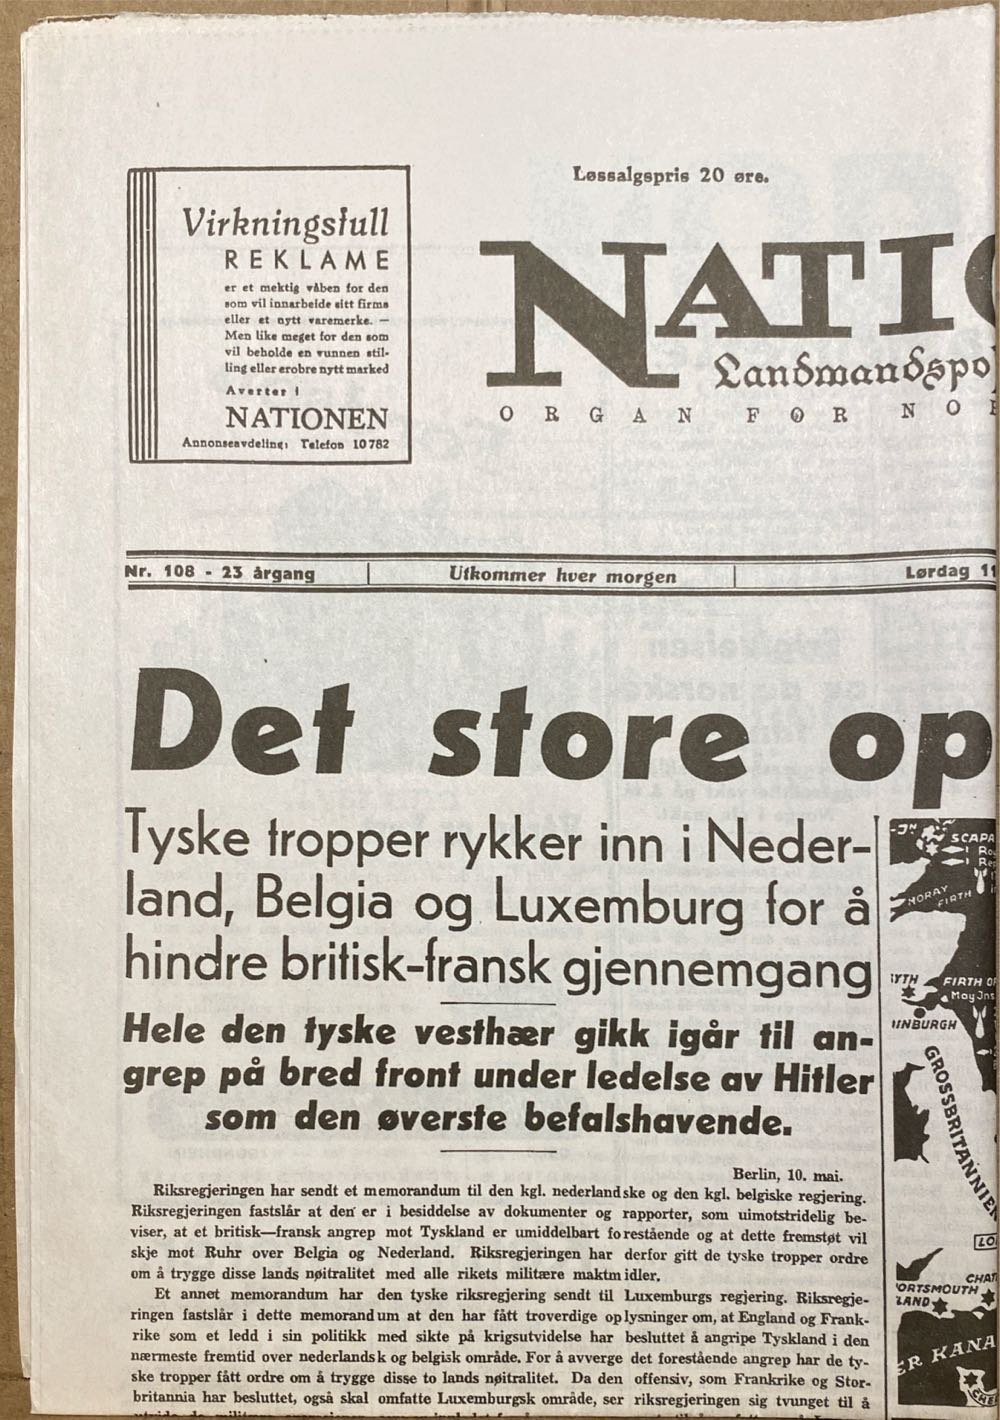 Løssalgspris 20 øre.
Virkningsfull
REKLAME
er et mektig våben for den
som vil innarbeide sitt firma
eller et nytt varemerke. —
Men like meget for den som
vil beholde en vunnen stil-
ling eller erobre nytt marked
Averter i
NATIONEN
Annonseavdeling: Telefon 10782
NATIO
Landmandspo
ORGAN FOR NO
Nr. 108 - 23 årgang
Utkommer hver morgen
Lørdag 11
Det store op
Tyske tropper rykker inn i Neder-
land, Belgia og Luxemburg for å
hindre britisk-fransk gjennemgang
Hele den tyske vesthær gikk igår til an-
grep på bred front under ledelse av Hitler
som den øverste befalshavende.
Berlin, 10. mai.
Riksregjeringen har sendt et memorandum til den kgl. nederlandske og den kgl. belgiske regjering.
Riksregjeringen fastslår at den er i besiddelse av dokumenter og rapporter, som uimotstridelig be-
viser, at et britisk—fransk angrep mot Tyskland er umiddelbart forestående og at dette fremstøt vil
skje mot Ruhr over Belgia og Nederland. Riksregjeringen har derfor gitt de tyske tropper ordre
om å trygge disse lands nøitralitet med alle rikets militære maktmidler.
Et annet memorandum har den tyske riksregjering sendt til Luxemburgs regjering. Riksregje-
ringen fastslår i dette memorandum at den har fått troverdige oplysninger om, at England og Frank-
rike som et ledd i sin politikk med sikte på krigsutvidelse har besluttet å angripe Tyskland i den
nærmeste fremtid over nederlandsk og belgisk område. For å avverge det forestående angrep har de ty-
ske tropper fått ordre om å trygge disse to lands nøitralitet. Da den offensiv, som Frankrike og Stor-
britannia har besluttet, også skal omfatte Luxemburgsk område, ser riksregjeringen sig tvunget til å
SCAPA
Ro
Re
MORAY
FIRTH
YTH
FIRTH OF
May Jns
INBURGH
GROSSBRITANNIEN
LO
CHAT
ORTSMOUTH
LAND
ER KANA
CHE